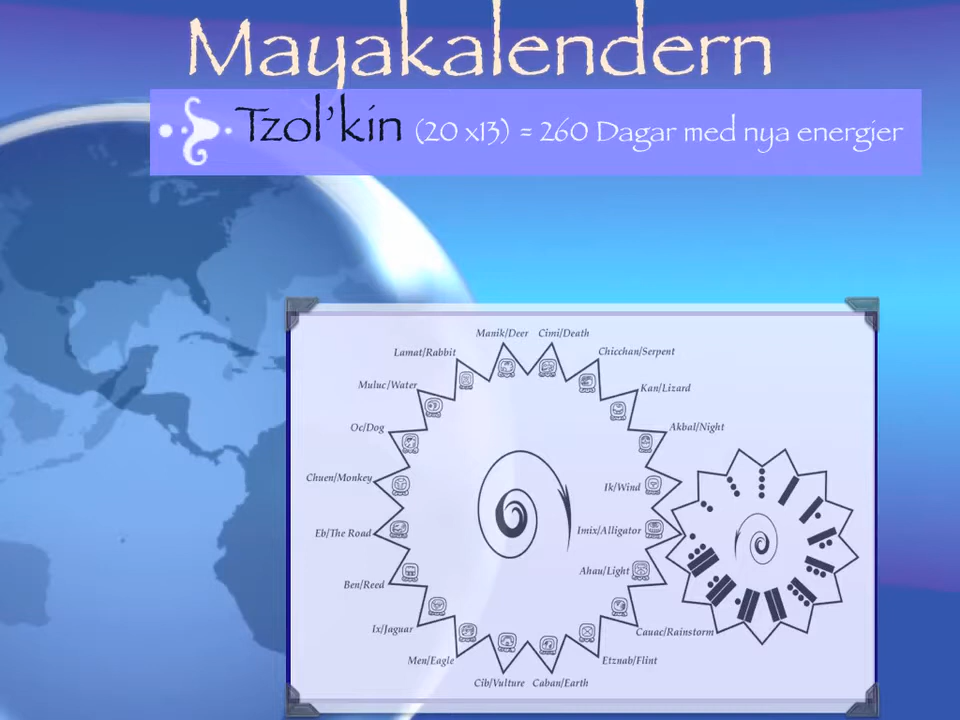 Mayakalendern
Tzol'kin (20 x13) = 260 Dagar med nya energier
Manik/Deer Cimi/Death
Lamat/Rabbit Chicchan/Serpent
Muluc/Water Kan/Lizard
Oc/Dog Akbal/Night
Chuen/Monkey Ik/Wind
Eb/The Road Imix/Alligator
Ben/Reed Ahau/Light
Ix/Jaguar Cauac/Rainstorm
Men/Eagle Etznab/Flint
Cib/Vulture Caban/Earth